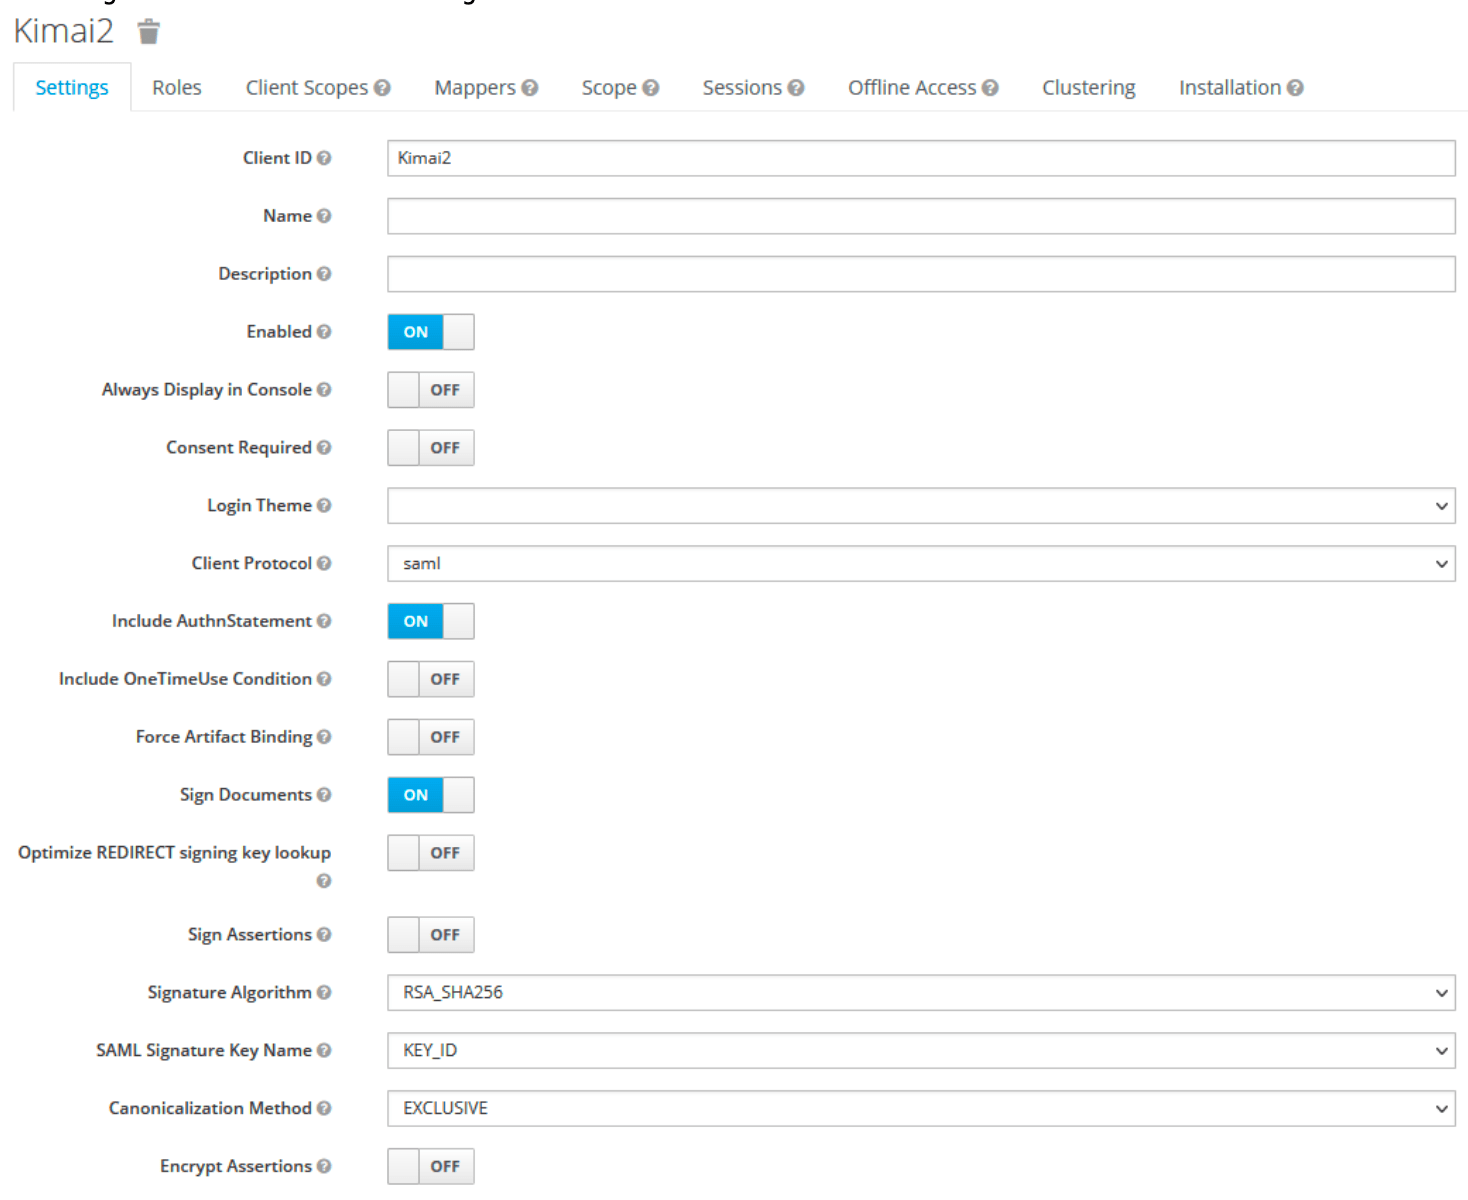 Kimai2
Settings Roles Client Scopes Mappers Scope Sessions Offline Access Clustering Installation
Client ID Kimai2
Name
Description
Enabled ON
Always Display in Console OFF
Consent Required OFF
Login Theme
Client Protocol saml
Include AuthnStatement ON
Include OneTimeUse Condition OFF
Force Artifact Binding OFF
Sign Documents ON
Optimize REDIRECT signing key lookup OFF
Sign Assertions OFF
Signature Algorithm RSA_SHA256
SAML Signature Key Name KEY_ID
Canonicalization Method EXCLUSIVE
Encrypt Assertions OFF